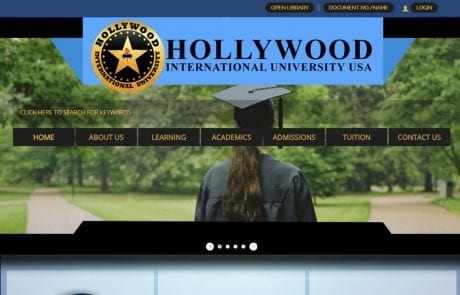 OPEN LIBRARY
DOCUMENT NO./NAME
LOGIN
HOLLYWOOD
INTERNATIONAL UNIVERSITY
HOLLYWOOD
INTERNATIONAL UNIVERSITY USA
CLICK HERE TO SEARCH FOR KEYWORDS
HOME
ABOUT US
LEARNING
ACADEMICS
ADMISSIONS
TUITION
CONTACT US